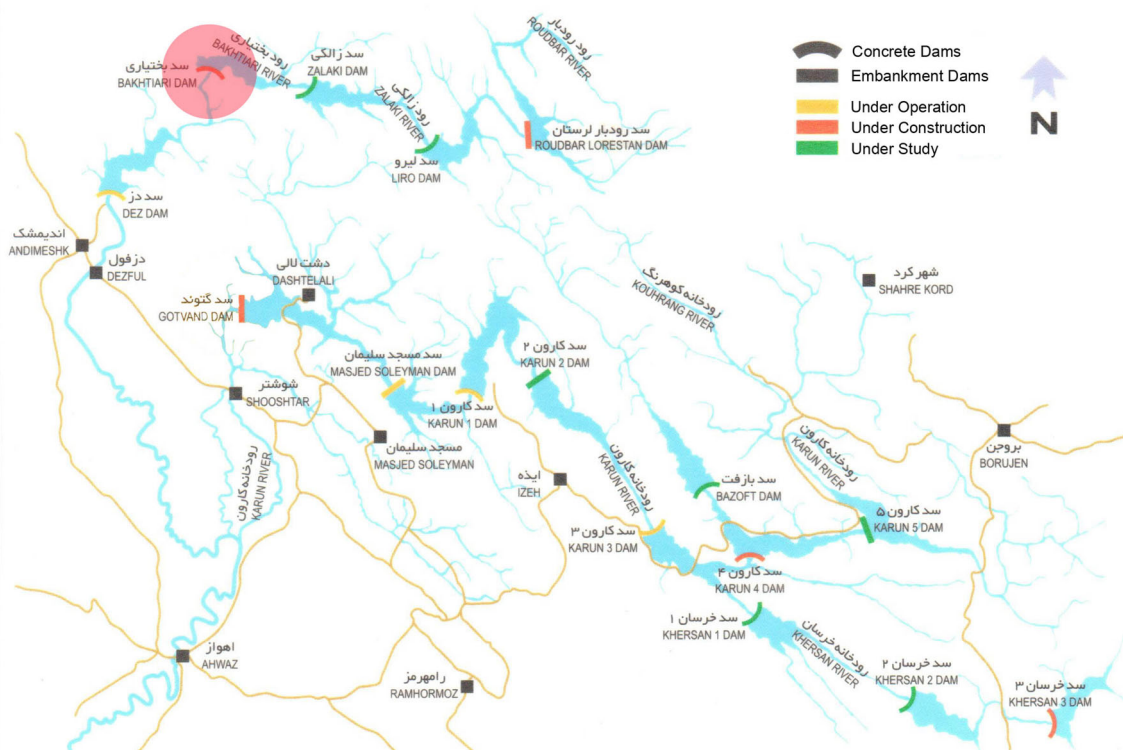 سد بختیاری
BAKHTIARI DAM
رود بختیاری
BAKHTIARI RIVER
سد زالکی
ZALAKI DAM
رود زالکی
ZALAKI RIVER
رود رودبار
ROUDBAR RIVER
سد رودبار لرستان
ROUDBAR LORESTAN DAM
سد لیرو
LIRO DAM
Concrete Dams
Embankment Dams
Under Operation
Under Construction
Under Study
N
سد دز
DEZ DAM
اندیمشک
ANDIMESHK
دزفول
DEZFUL
دشت لالی
DASHTELALI
سد گتوند
GOTVAND DAM
رودخانه کوهرنگ
KOUHRANG RIVER
شهر کرد
SHAHRE KORD
سد مسجد سلیمان
MASJED SOLEYMAN DAM
سد کارون ۱
KARUN 1 DAM
سد کارون ۲
KARUN 2 DAM
شوشتر
SHOOSHTAR
مسجد سلیمان
MASJED SOLEYMAN
رودخانه کارون
KARUN RIVER
ایذه
IZEH
رودخانه کارون
KARUN RIVER
رودخانه کارون
KARUN RIVER
بروجن
BORUJEN
سد بازفت
BAZOFT DAM
سد کارون ۵
KARUN 5 DAM
سد کارون ۳
KARUN 3 DAM
سد کارون ۴
KARUN 4 DAM
سد خرسان ۱
KHERSAN 1 DAM
رودخانه خرسان
KHERSAN RIVER
سد خرسان ۲
KHERSAN 2 DAM
سد خرسان ۳
KHERSAN 3 DAM
اهواز
AHWAZ
رامهرمز
RAMHORMOZ